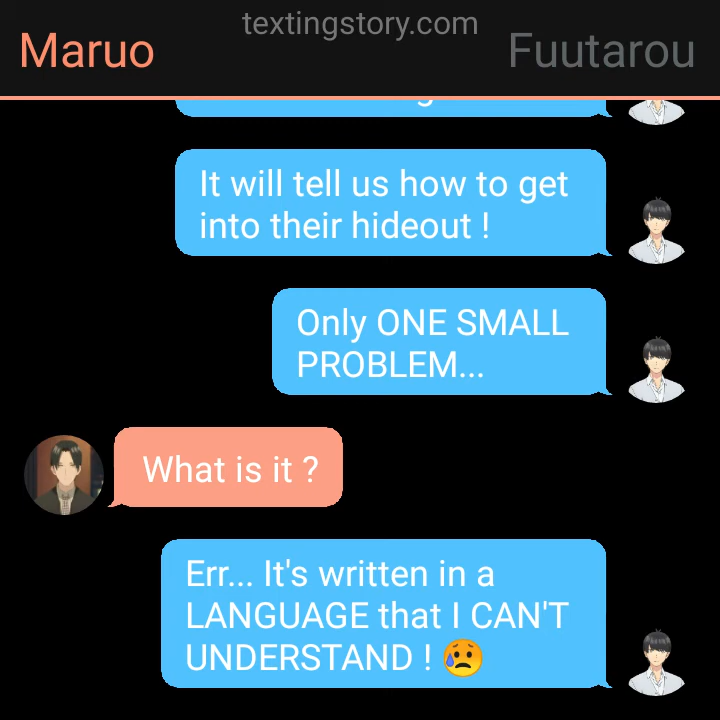 textingstory.com
Maruo
Fuutarou
It will tell us how to get
into their hideout !
Only ONE SMALL
PROBLEM...
What is it ?
Err... It's written in a
LANGUAGE that I CAN'T
UNDERSTAND ! 😥